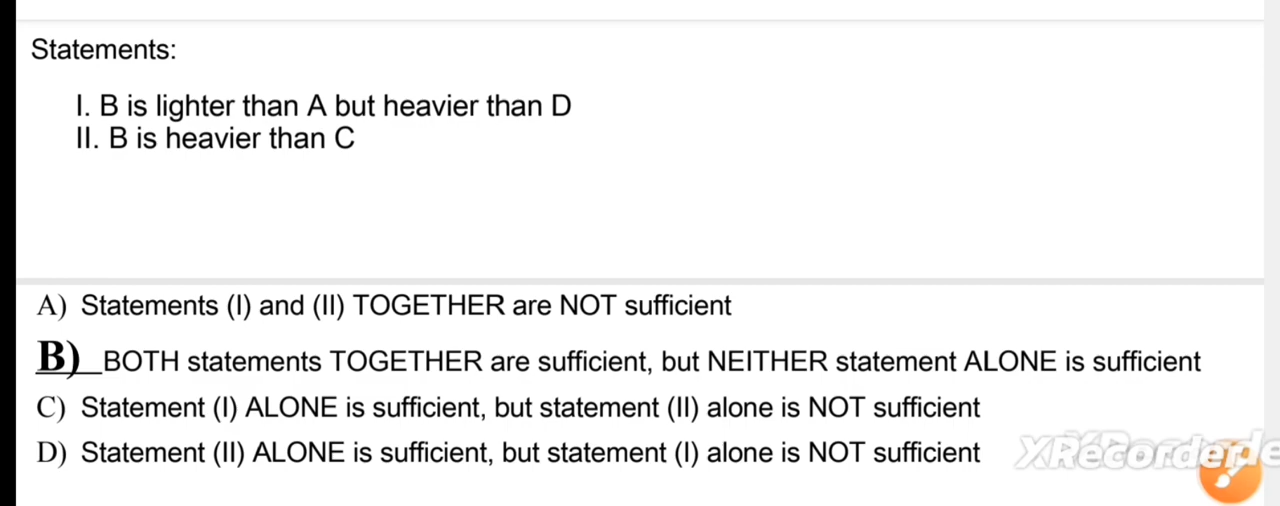 Statements:
I. B is lighter than A but heavier than D
II. B is heavier than C
A) Statements (I) and (II) TOGETHER are NOT sufficient
B) BOTH statements TOGETHER are sufficient, but NEITHER statement ALONE is sufficient
C) Statement (I) ALONE is sufficient, but statement (II) alone is NOT sufficient
D) Statement (II) ALONE is sufficient, but statement (I) alone is NOT sufficient
XRecorder